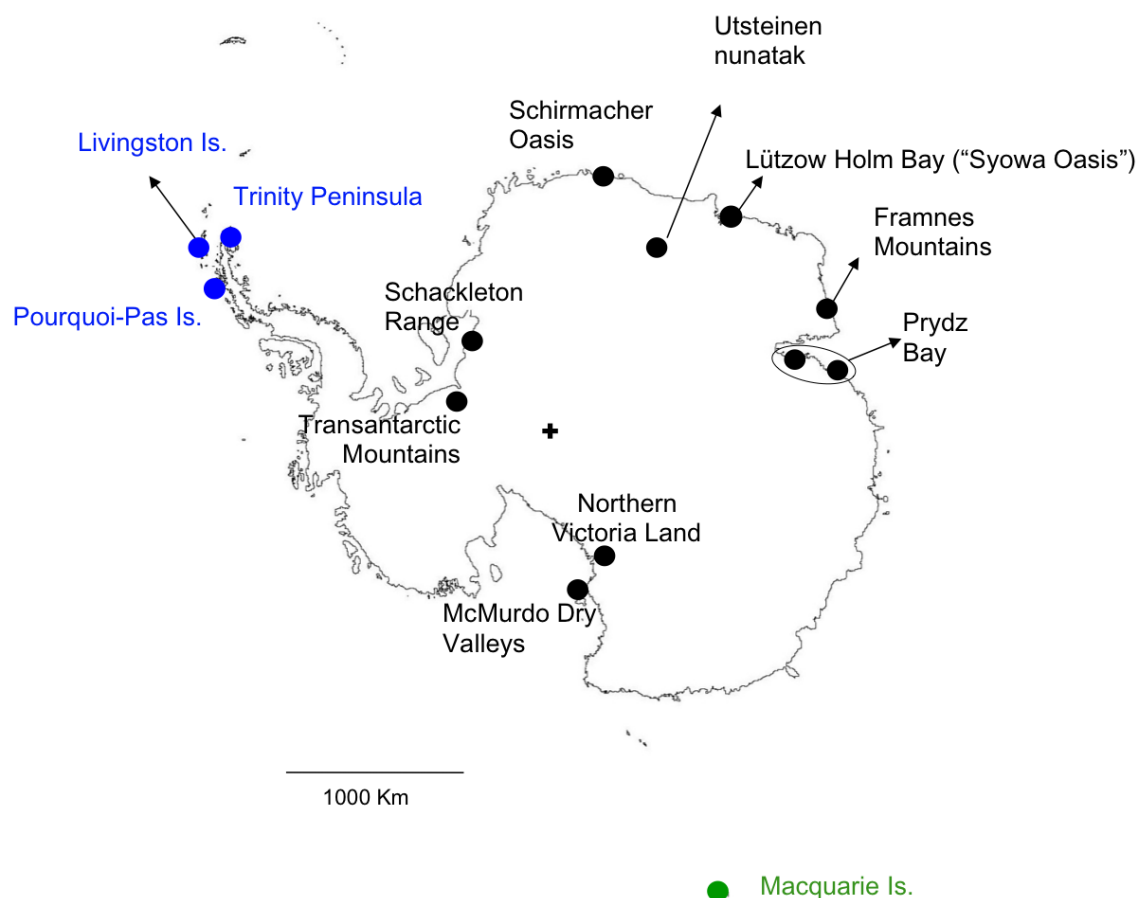 Utsteinen
nunatak
Schirmacher
Oasis
Livingston Is.
Lützow Holm Bay (“Syowa Oasis”)
Trinity Peninsula
Framnes
Mountains
Schackleton
Range
Pourquoi-Pas Is.
Prydz
Bay
Transantarctic
Mountains
Northern
Victoria Land
McMurdo Dry
Valleys
1000 Km
Macquarie Is.